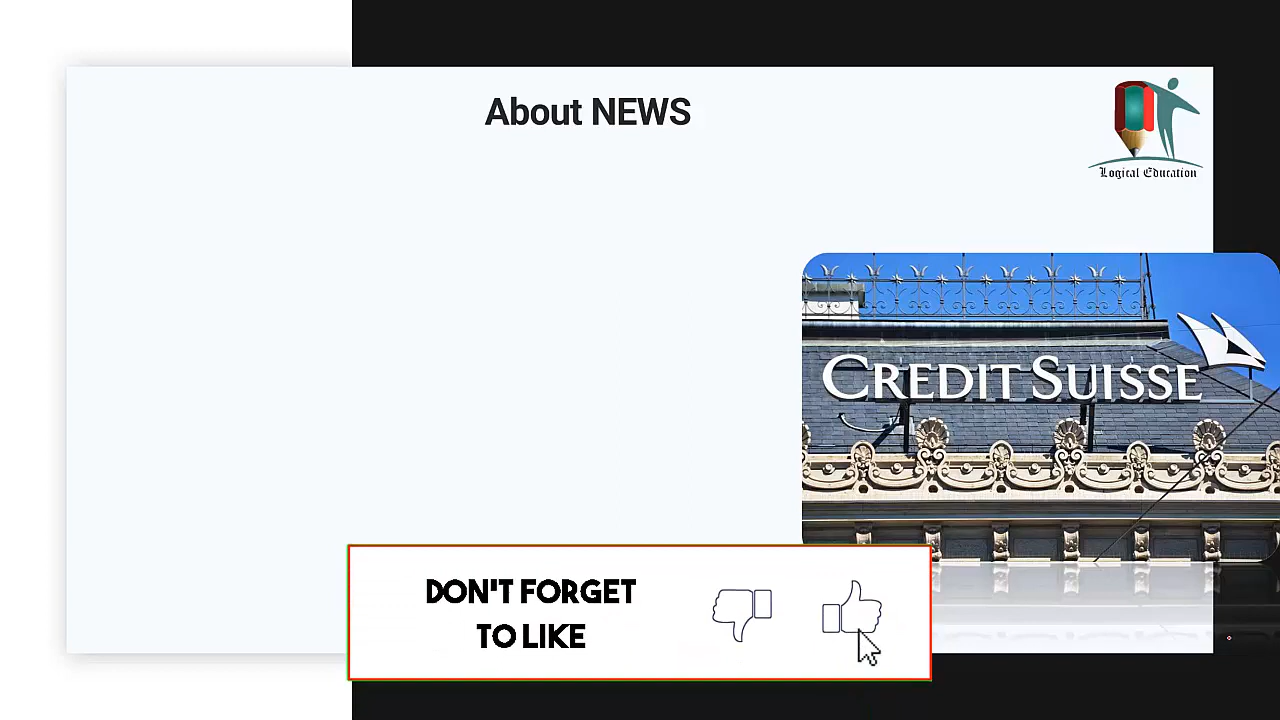 About NEWS
Logical Education
CREDIT SUISSE
DON'T FORGET
TO LIKE